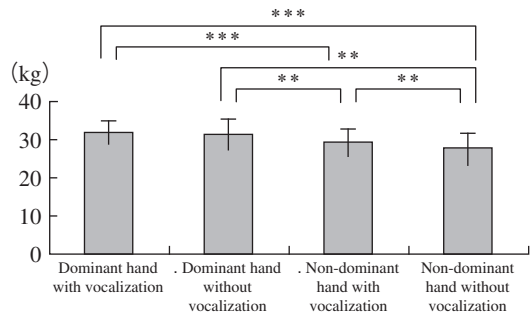 ***
***
**
(kg)
** **
40
30
20
10
0
Dominant hand
with vocalization
. Dominant hand
without
vocalization
. Non-dominant
hand with
vocalization
Non-dominant
hand without
vocalization